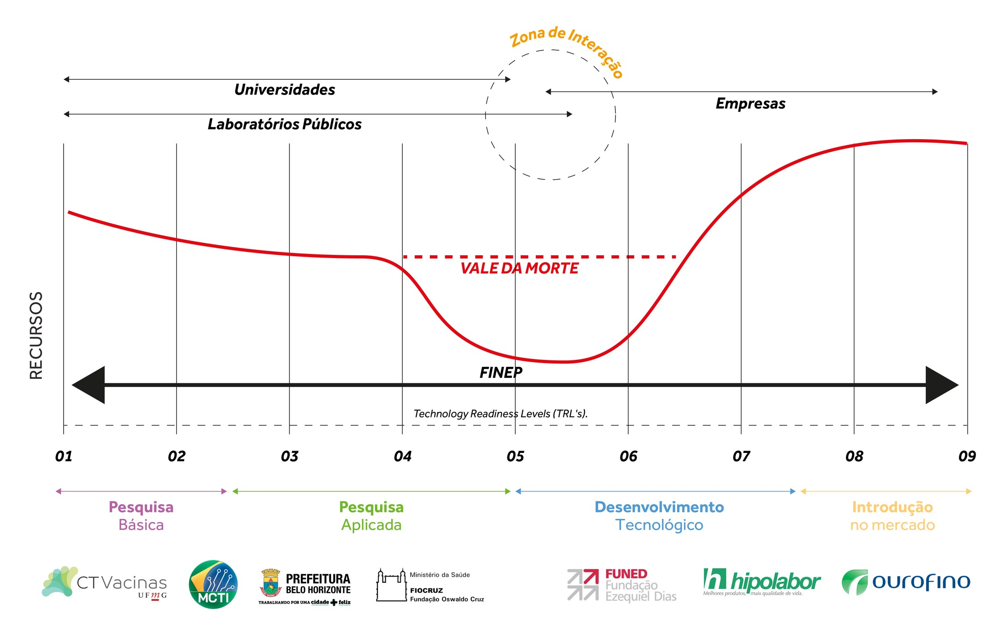 Zona de Interação
Universidades
Empresas
Laboratórios Públicos
VALE DA MORTE
RECURSOS
FINEP
Technology Readiness Levels (TRL's).
01 02 03 04 05 06 07 08 09
Pesquisa
Básica
Pesquisa
Aplicada
Desenvolvimento
Tecnológico
Introdução
no mercado
CTVacinas
UFmG
MCTI
PREFEITURA
BELO HORIZONTE
TRABALHANDO POR UMA cidade + feliz
Ministério da Saúde
FIOCRUZ
Fundação Oswaldo Cruz
FUNED
Fundação
Ezequiel Dias
h hipolabor
Melhores produtos, mais qualidade de vida.
ourofino